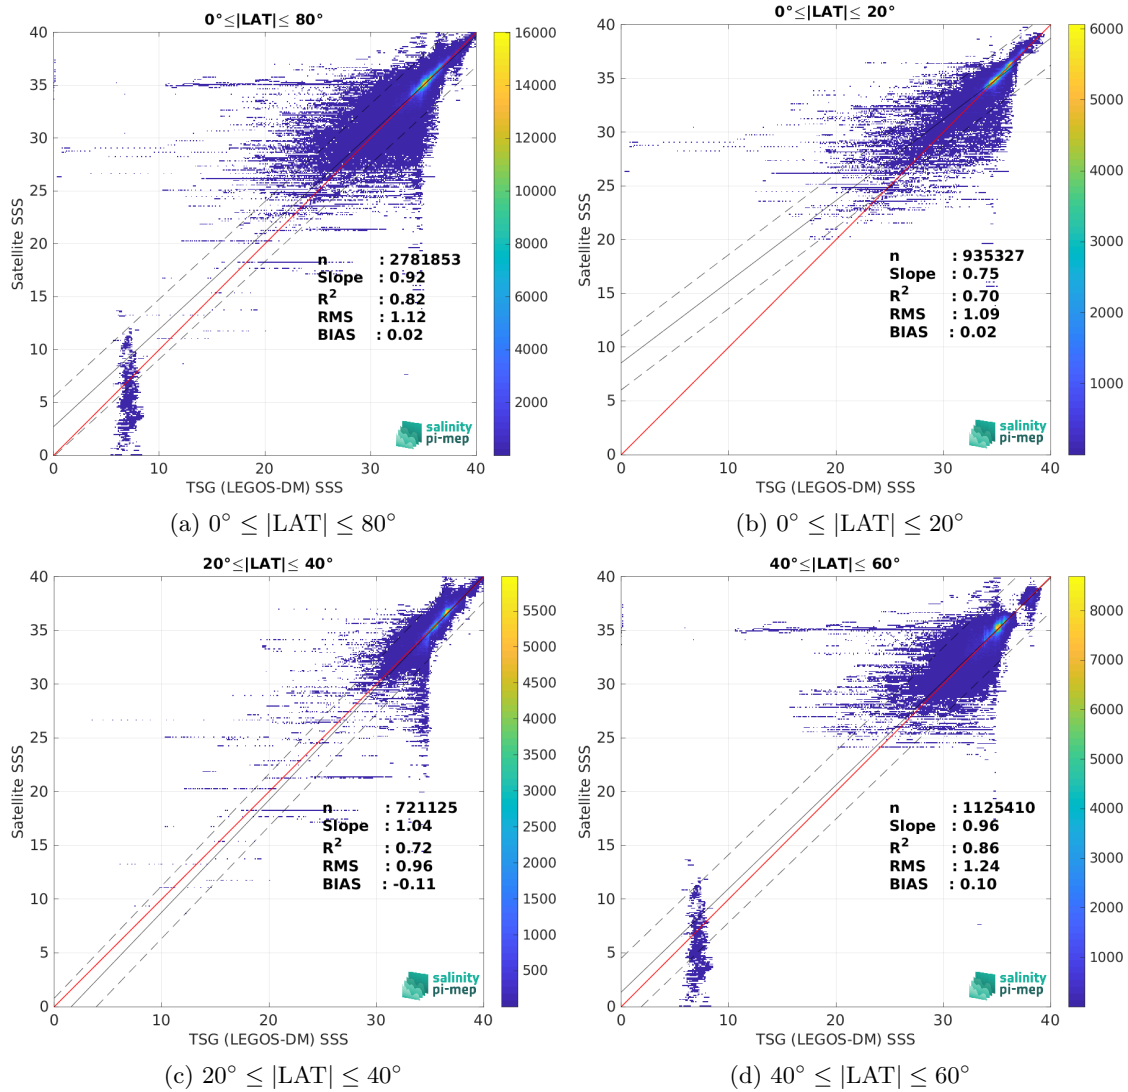 0°≤|LAT|≤ 80°
40
35
30
25
20
15
10
5
0
Satellite SSS
0
10
20
30
40
TSG (LEGOS-DM) SSS
n : 2781853
Slope : 0.92
R² : 0.82
RMS : 1.12
BIAS : 0.02
salinity
pi-mep
16000
14000
12000
10000
8000
6000
4000
2000
(a) 0° ≤ |LAT| ≤ 80°
0°≤|LAT|≤ 20°
40
35
30
25
20
15
10
5
0
Satellite SSS
0
10
20
30
40
TSG (LEGOS-DM) SSS
n : 935327
Slope : 0.75
R² : 0.70
RMS : 1.09
BIAS : 0.02
salinity
pi-mep
6000
5000
4000
3000
2000
1000
(b) 0° ≤ |LAT| ≤ 20°
20°≤|LAT|≤ 40°
40
35
30
25
20
15
10
5
0
Satellite SSS
0
10
20
30
40
TSG (LEGOS-DM) SSS
n : 721125
Slope : 1.04
R² : 0.72
RMS : 0.96
BIAS : -0.11
salinity
pi-mep
5500
5000
4500
4000
3500
3000
2500
2000
1500
1000
500
(c) 20° ≤ |LAT| ≤ 40°
40°≤|LAT|≤ 60°
40
35
30
25
20
15
10
5
0
Satellite SSS
0
10
20
30
40
TSG (LEGOS-DM) SSS
n : 1125410
Slope : 0.96
R² : 0.86
RMS : 1.24
BIAS : 0.10
salinity
pi-mep
8000
7000
6000
5000
4000
3000
2000
1000
(d) 40° ≤ |LAT| ≤ 60°